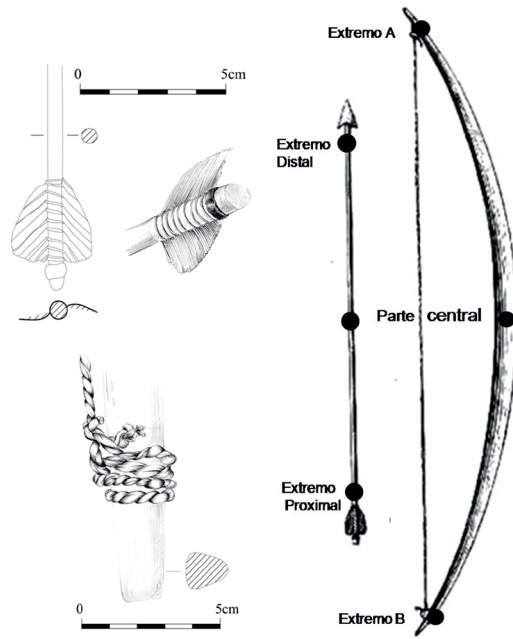 0
5cm
Extremo A
Extremo
Distal
Parte central
Extremo
Proximal
Extremo B
0
5cm